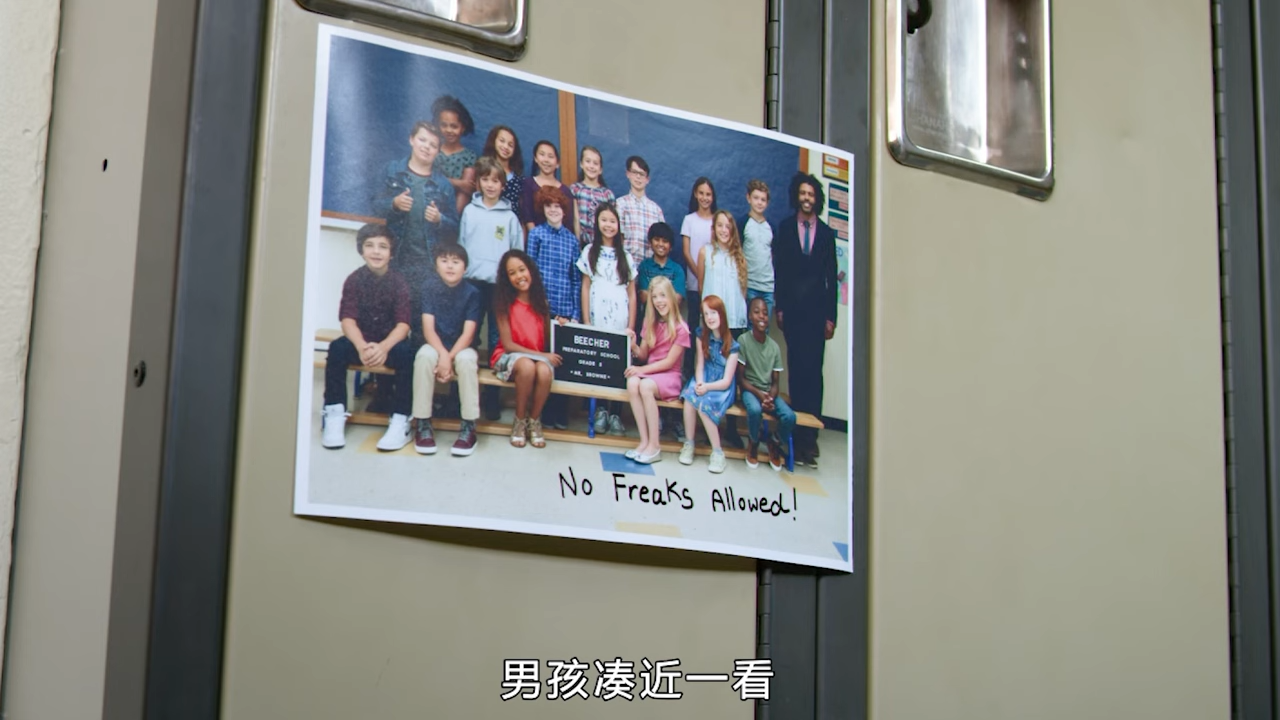 BEECHER
PREPARATORY SCHOOL
GRADE 5
• MR. BROWNE •
No Freaks Allowed!
男孩凑近一看